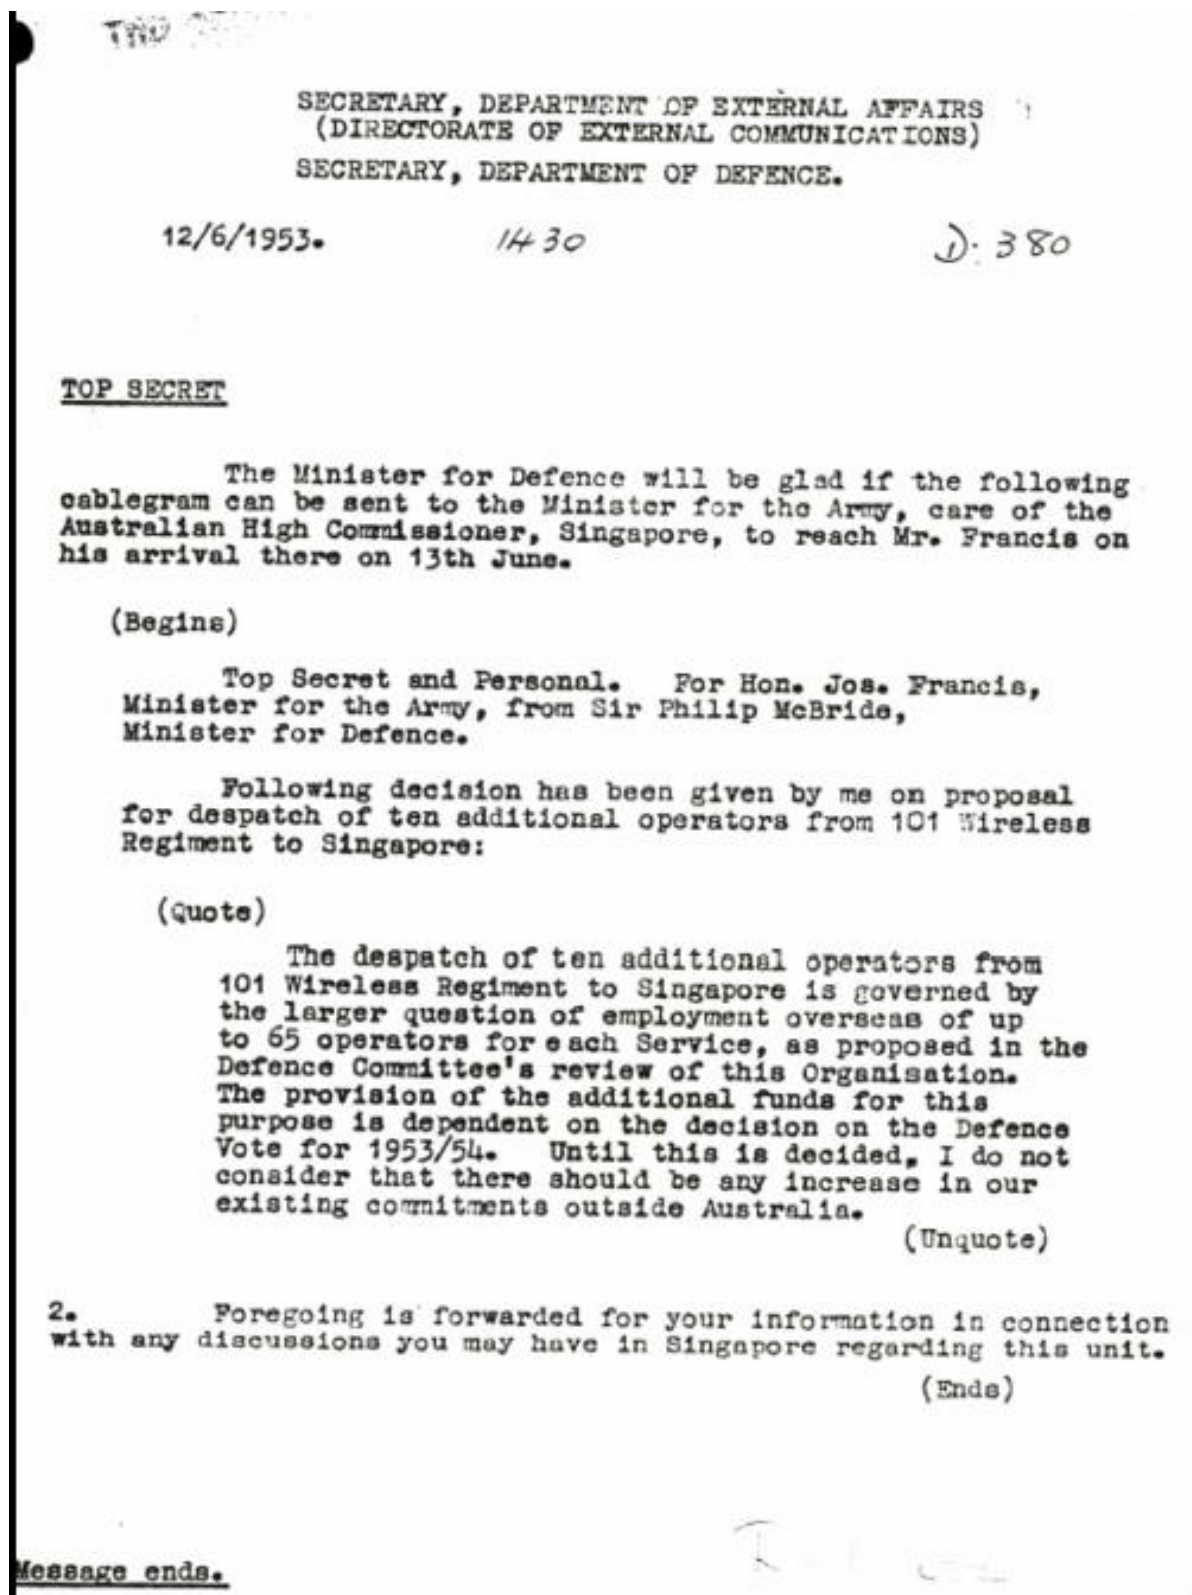 SECRETARY, DEPARTMENT OF EXTERNAL AFFAIRS
(DIRECTORATE OF EXTERNAL COMMUNICATIONS)
SECRETARY, DEPARTMENT OF DEFENCE.
12/6/1953. 1430 D. 380
TOP SECRET
The Minister for Defence will be glad if the following
cablegram can be sent to the Minister for the Army, care of the
Australian High Commissioner, Singapore, to reach Mr. Francis on
his arrival there on 13th June.
(Begins)
Top Secret and Personal. For Hon. Jos. Francis,
Minister for the Army, from Sir Philip McBride,
Minister for Defence.
Following decision has been given by me on proposal
for despatch of ten additional operators from 101 Wireless
Regiment to Singapore:
(Quote)
The despatch of ten additional operators from
101 Wireless Regiment to Singapore is governed by
the larger question of employment overseas of up
to 65 operators for each Service, as proposed in the
Defence Committee's review of this Organisation.
The provision of the additional funds for this
purpose is dependent on the decision on the Defence
Vote for 1953/54. Until this is decided, I do not
consider that there should be any increase in our
existing commitments outside Australia.
(Unquote)
2. Foregoing is forwarded for your information in connection
with any discussions you may have in Singapore regarding this unit.
(Ends)
Message ends.